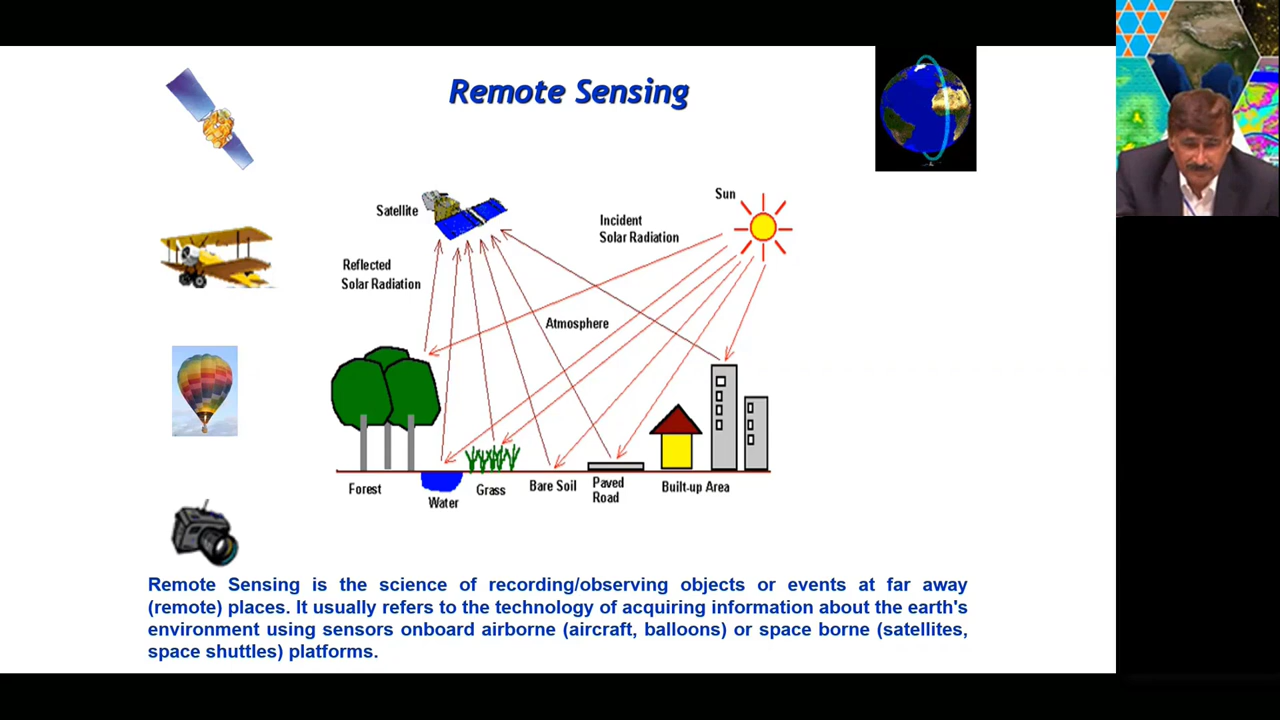 Remote Sensing
Satellite
Sun
Incident
Solar Radiation
Reflected
Solar Radiation
Atmosphere
Forest
Water
Grass
Bare Soil
Paved
Road
Built-up Area
Remote Sensing is the science of recording/observing objects or events at far away
(remote) places. It usually refers to the technology of acquiring information about the earth's
environment using sensors onboard airborne (aircraft, balloons) or space borne (satellites,
space shuttles) platforms.